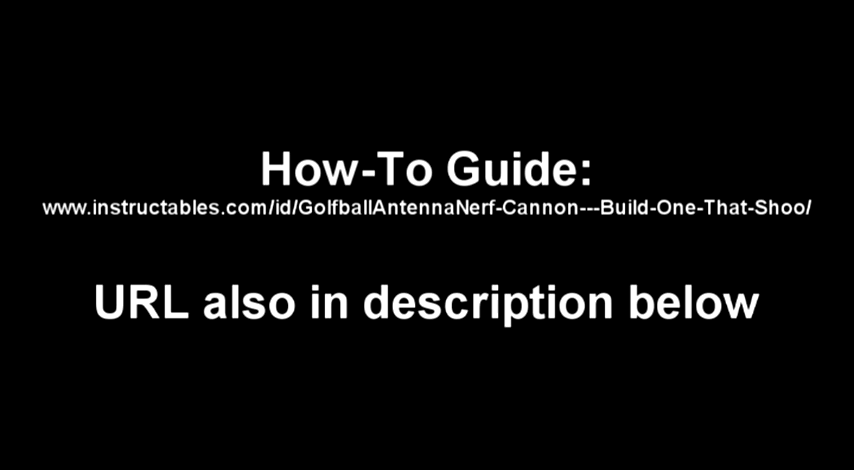 How-To Guide:
www.instructables.com/id/GolfballAntennaNerf-Cannon---Build-One-That-Shoo/
URL also in description below